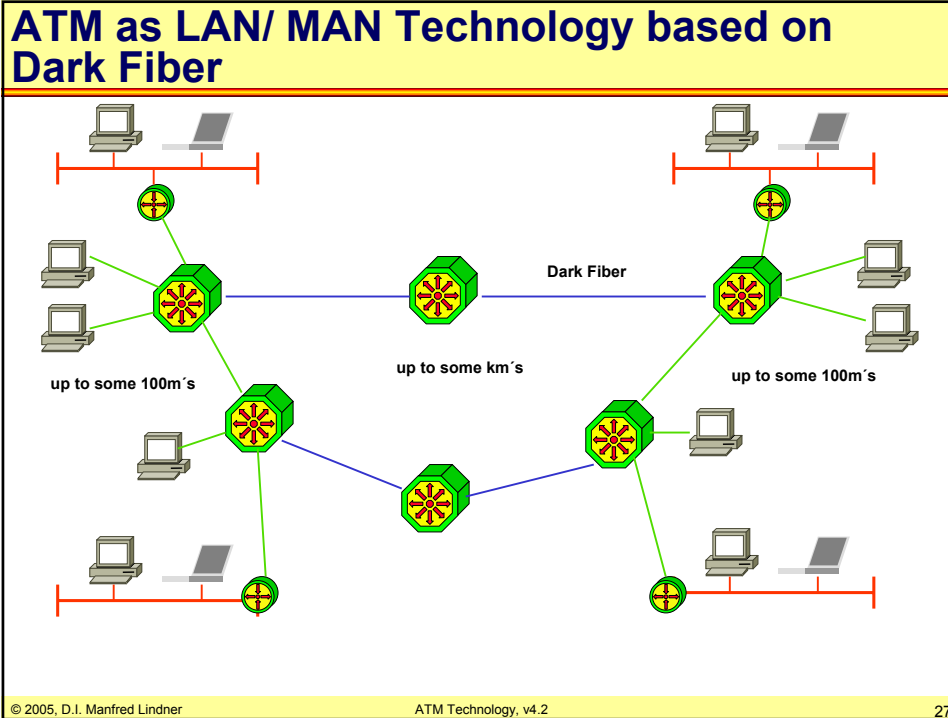 ATM as LAN/ MAN Technology based on
Dark Fiber
Dark Fiber
up to some km´s
up to some 100m´s
up to some 100m´s
© 2005, D.I. Manfred Lindner
ATM Technology, v4.2
27